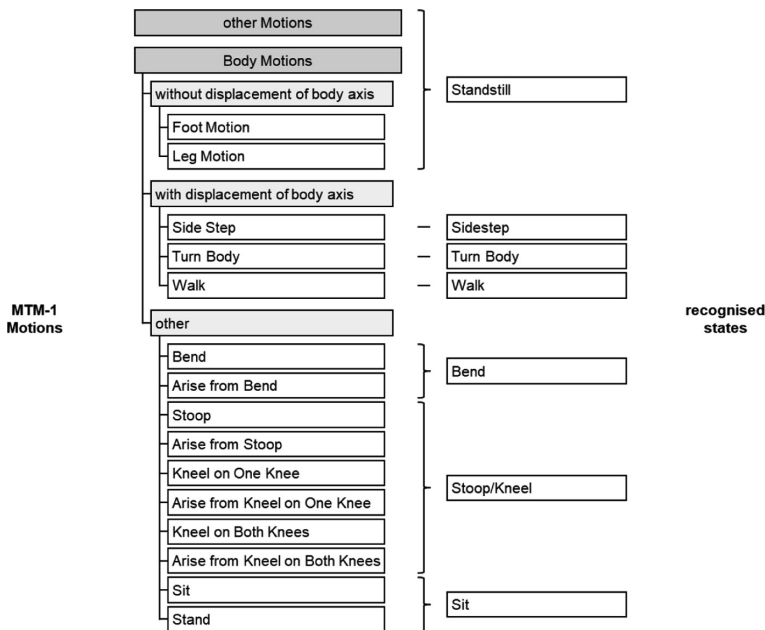 other Motions
Body Motions
without displacement of body axis
Standstill
Foot Motion
Leg Motion
with displacement of body axis
Side Step
Sidestep
Turn Body
Turn Body
Walk
Walk
MTM-1
Motions
recognised
states
other
Bend
Bend
Arise from Bend
Stoop
Arise from Stoop
Kneel on One Knee
Stoop/Kneel
Arise from Kneel on One Knee
Kneel on Both Knees
Arise from Kneel on Both Knees
Sit
Sit
Stand